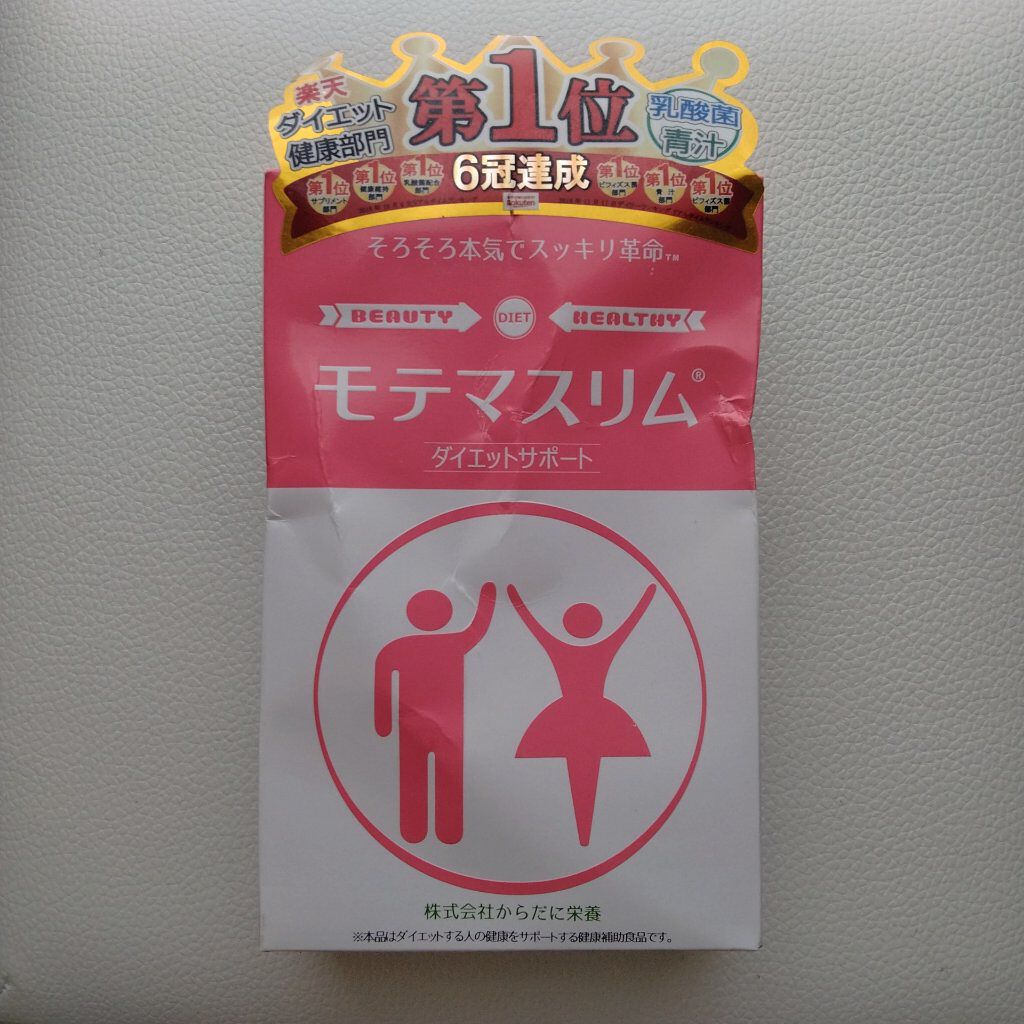 楽天
ダイエット
健康部門
第1位
乳酸菌
青汁
6冠達成
第1位
サプリメント
部門
第1位
健康維持
部門
第1位
乳酸菌配合
部門
第1位
ビフィズス菌
部門
第1位
青汁
部門
第1位
ビフィズス菌
部門
Rakuten
そろそろ本気でスッキリ革命TM
BEAUTY DIET HEALTHY
モテマスリム®
ダイエットサポート
株式会社からだに栄養
※本品はダイエットする人の健康をサポートする健康補助食品です。